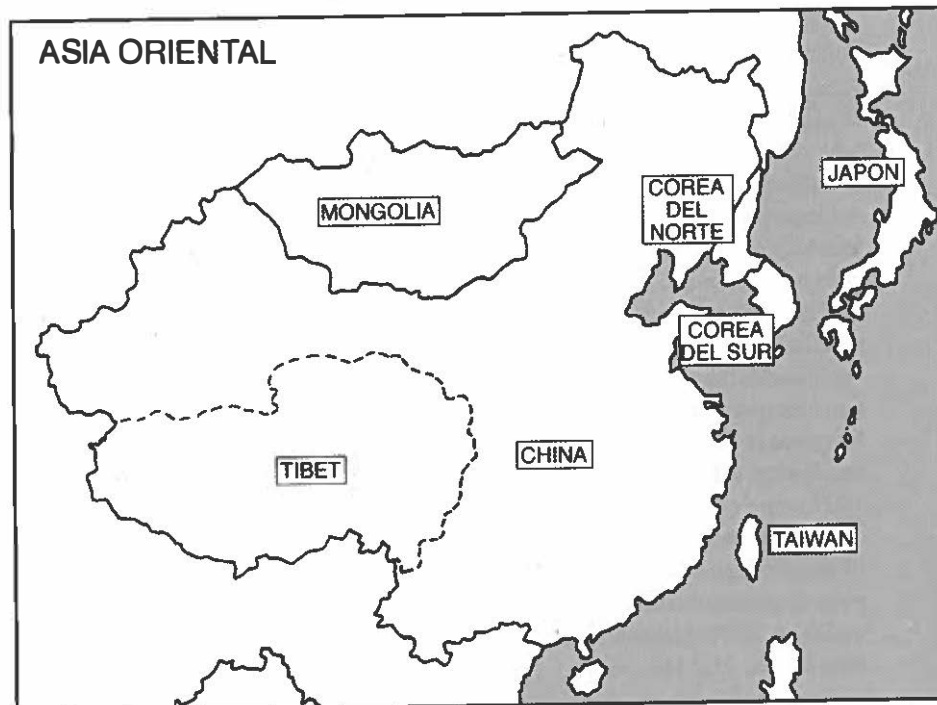 ASIA ORIENTAL
MONGOLIA
COREA
DEL
NORTE
JAPON
COREA
DEL SUR
TIBET
CHINA
TAIWAN